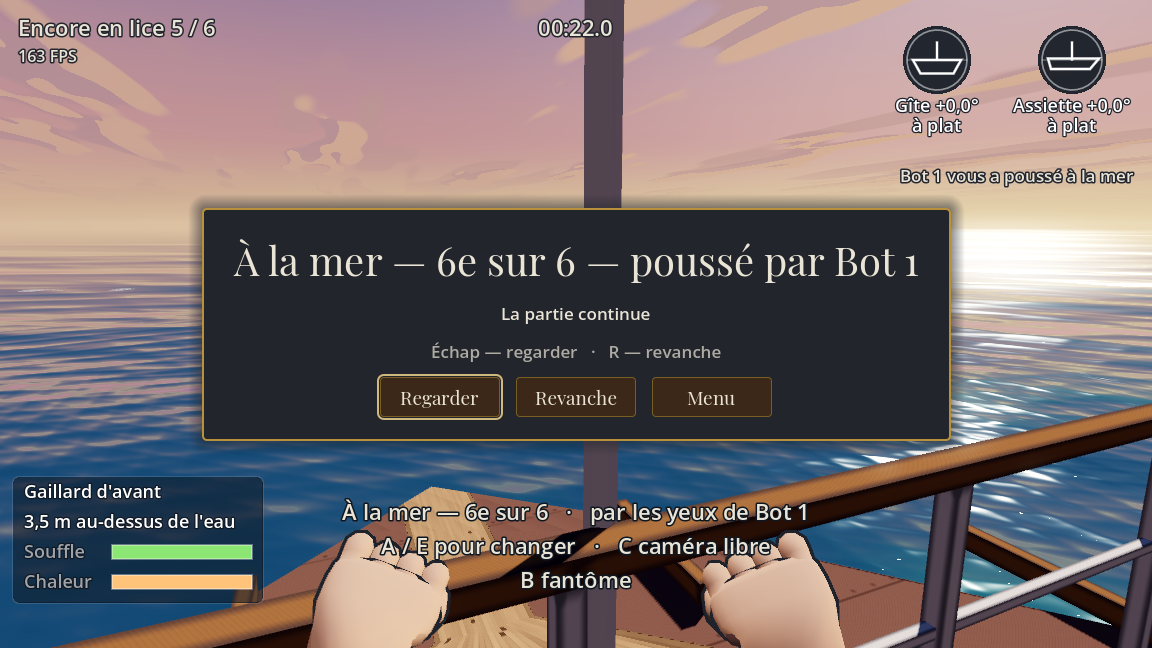 Encore en lice 5 / 6
163 FPS
00:22.0
Gîte +0,0°
à plat
Assiette +0,0°
à plat
Bot 1 vous a poussé à la mer
À la mer — 6e sur 6 — poussé par Bot 1
La partie continue
Échap — regarder · R — revanche
Regarder
Revanche
Menu
Gaillard d'avant
3,5 m au-dessus de l'eau
Souffle
Chaleur
À la mer — 6e sur 6 · par les yeux de Bot 1
A / E pour changer · C caméra libre
B fantôme